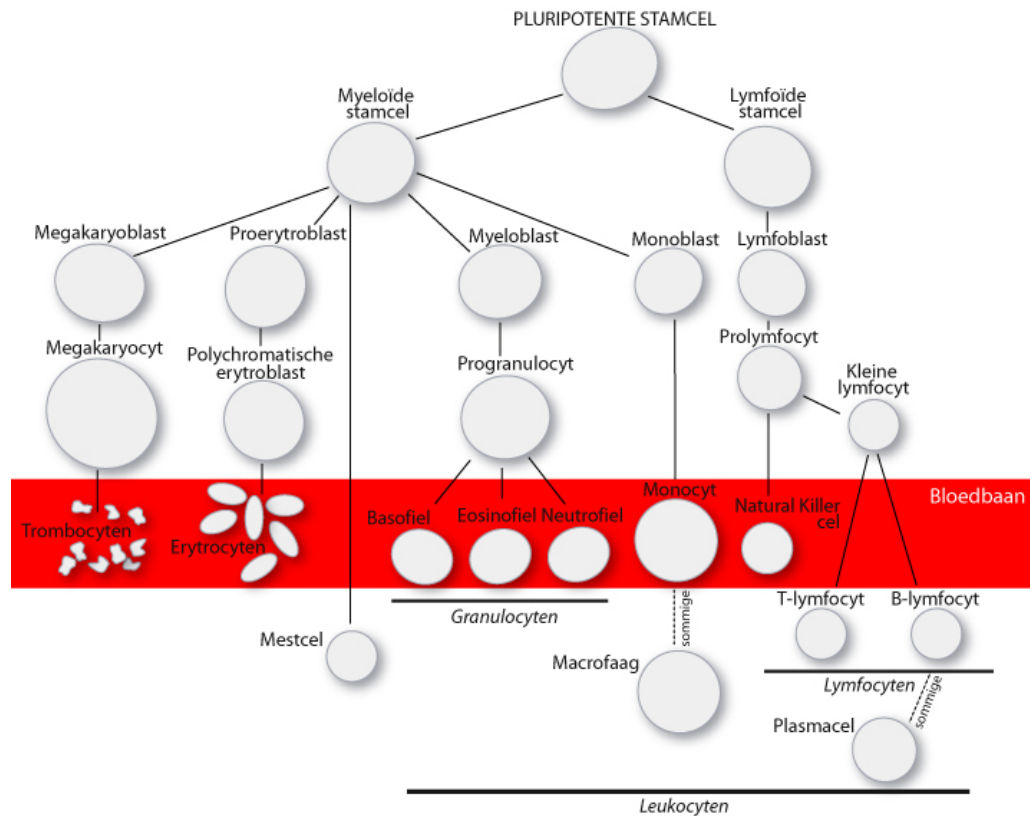 PLURIPOTENTE STAMCEL
Myeloïde
stamcel
Lymfoïde
stamcel
Megakaryoblast
Proerytroblast
Myeloblast
Monoblast
Lymfoblast
Megakaryocyt
Polychromatische
erytroblast
Progranulocyt
Prolymfocyt
Kleine
lymfocyt
Bloedbaan
Trombocyten
Erytrocyten
Basofiel
Eosinofiel
Neutrofiel
Monocyt
Natural Killer
cel
Granulocyten
T-lymfocyt
B-lymfocyt
Mestcel
sommige
Macrofaag
Lymfocyten
sommige
Plasmacel
Leukocyten